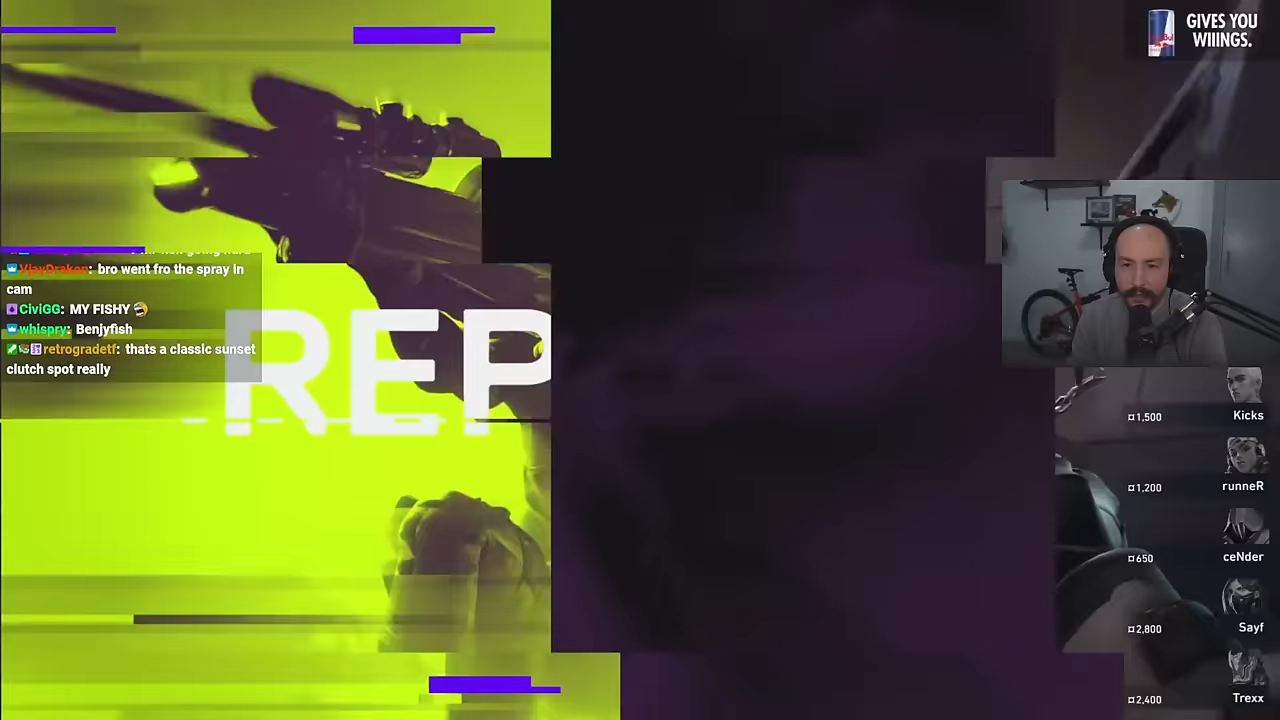 GIVES YOU
WIIINGS.
VjayDraken: bro went fro the spray in
cam
CiviGG: MY FISHY
whispry: Benjyfish
retrogradetf: thats a classic sunset
clutch spot really
REP
Kicks
¤1,500
runneR
¤1,200
ceNder
¤650
Sayf
¤2,800
Trexx
¤2,400